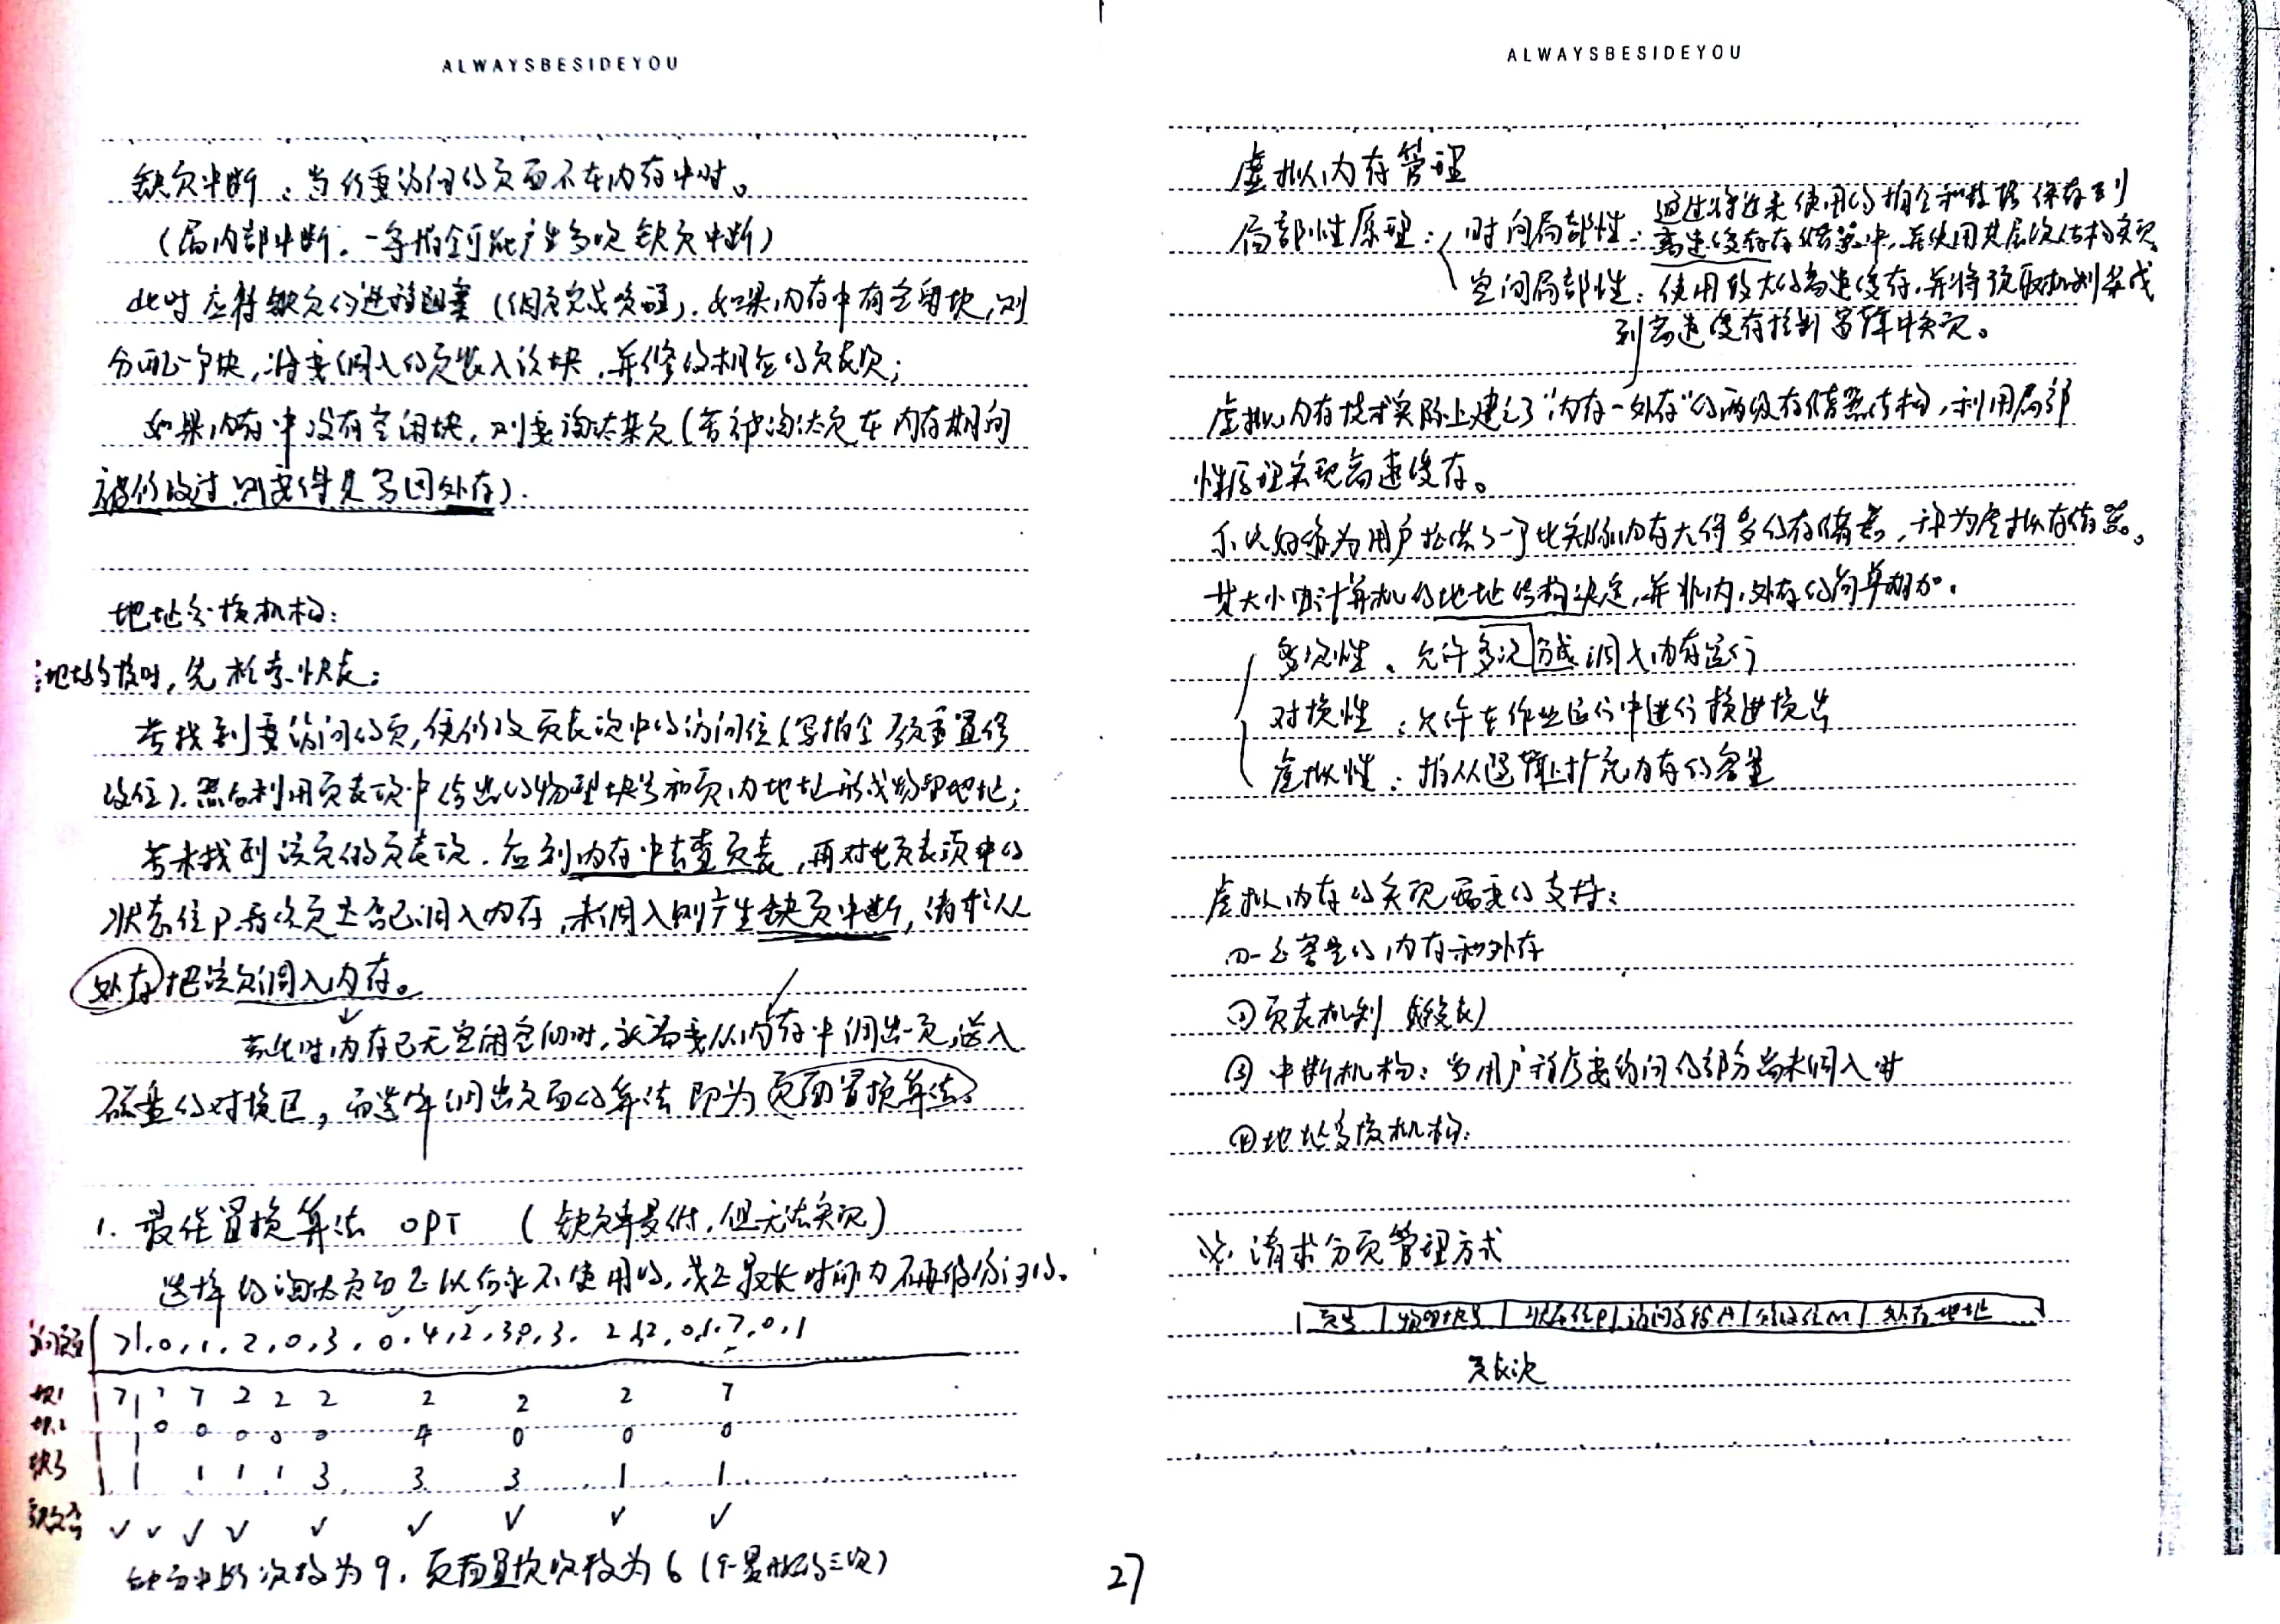 ALWAYSBESIDEYOU
缺页中断：当所要访问的页面不在内存中时。
（属内部中断，一条指令可能产生多次缺页中断）
此时应将缺页的进程阻塞（调页完成唤醒），如果内存中有空闲块，则
分配一个块，将要调入的页装入该块，并修改相应的页表项；
如果内存中没有空闲块，则要淘汰某页（若被淘汰页在内存期间
被修改过，则要将其写回外存）．
地址变换机构：
地址变换时，先检索快表：
若找到要访问的页，便修改页表项中的访问位（写指令须重置修
改位），然后利用页表项中给出的物理块号和页内地址形成物理地址；
若未找到该页的页表项，应到内存中去查页表，再对比页表项中的
状态位P，看该页是否已调入内存，未调入则产生缺页中断，请求从
外存把该页调入内存。
若此时内存已无空闲空间时，就需要从内存中调出一页，送入
磁盘的对换区，而选择调出页面的算法即为页面置换算法。
1. 最佳置换算法 OPT （缺页率最低，但无法实现）
选择的淘汰页面是以后永不使用的，或是最长时间内不再被访问的。
访问页面 7,0,1,2,0,3,0,4,2,3,0,3,2,1,2,0,1,7,0,1
块1 7 7 7 2 2 2 2 2 2 7
块2 0 0 0 0 0 4 0 0 0
块3 1 1 1 3 3 3 1 1
缺页否 √ √ √ √ √ √ √ √ √
缺页中断次数为9，页面置换次数为6（9-最开始的三次）
ALWAYSBESIDEYOU
虚拟内存管理
局部性原理： 时间局部性：通过将近来使用的指令和数据保存到
高速缓存存储器中，并使用其层次结构实现
空间局部性：使用较大的高速缓存，并将预取机制集成
到高速缓存控制逻辑中实现。
虚拟内存技术实际上建立了“内存-外存”的两级存储器结构，利用局部
性原理实现高速缓存。
系统好像为用户提供了一个比实际内存大得多的存储器，称为虚拟存储器。
其大小由计算机的地址结构决定，并非内、外存的简单相加．
多次性：允许多次分成调入内存运行
对换性：允许在作业运行中进行换进换出
虚拟性：指从逻辑上扩充内存的容量
虚拟内存的实现需要的支持：
①一定容量的内存和外存
②页表机制（或段表）
③中断机构：当用户程序要访问的部分尚未调入时
④地址变换机构：
※ 请求分页管理方式
页号 | 物理块号 | 状态位P | 访问字段A | 修改位M | 外存地址
页表项
27